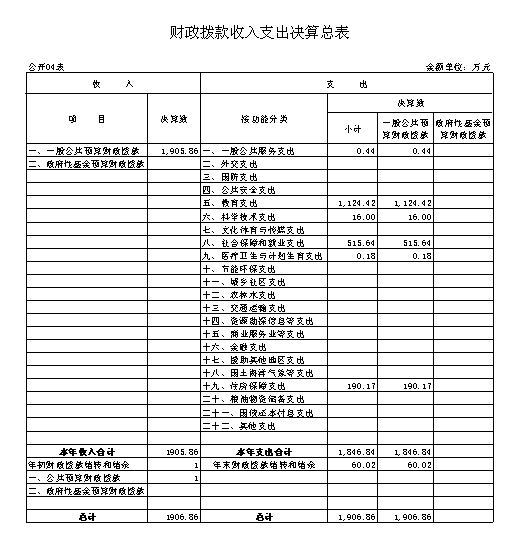 财政拨款收入支出决算总表
公开04表 金额单位：万元
收 入 支 出
项 目 决算数 按功能分类 决算数
小计 一般公共预算财政拨款 政府性基金预算财政拨款
一、一般公共预算财政拨款 1,905.86 一、一般公共服务支出 0.44 0.44
二、政府性基金预算财政拨款 二、外交支出
三、国防支出
四、公共安全支出
五、教育支出 1,124.42 1,124.42
六、科学技术支出 16.00 16.00
七、文化体育与传媒支出
八、社会保障和就业支出 515.64 515.64
九、医疗卫生与计划生育支出 0.18 0.18
十、节能环保支出
十一、城乡社区支出
十二、农林水支出
十三、交通运输支出
十四、资源勘探信息等支出
十五、商业服务业等支出
十六、金融支出
十七、援助其他地区支出
十八、国土海洋气象等支出
十九、住房保障支出 190.17 190.17
二十、粮油物资储备支出
二十一、国债还本付息支出
二十二、其他支出
本年收入合计 1905.86 本年支出合计 1,846.84 1,846.84
年初财政拨款结转和结余 1 年末财政拨款结转和结余 60.02 60.02
一、公共预算财政拨款 1
二、政府性基金预算财政拨款
总计 1906.86 总计 1,906.86 1,906.86